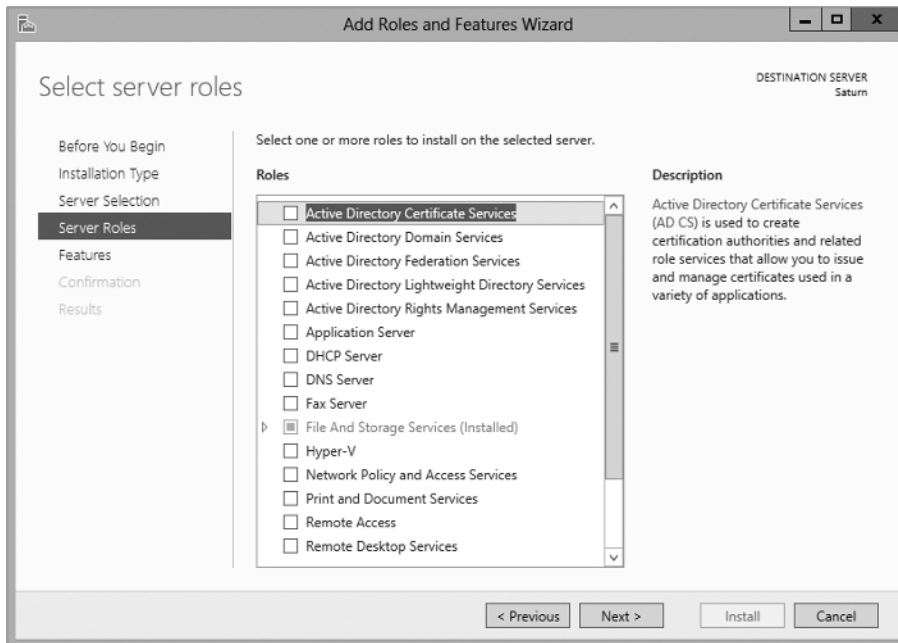 Add Roles and Features Wizard
Select server roles
DESTINATION SERVER
Saturn
Before You Begin
Installation Type
Server Selection
Server Roles
Features
Confirmation
Results
Select one or more roles to install on the selected server.
Roles
Active Directory Certificate Services
Active Directory Domain Services
Active Directory Federation Services
Active Directory Lightweight Directory Services
Active Directory Rights Management Services
Application Server
DHCP Server
DNS Server
Fax Server
File And Storage Services (Installed)
Hyper-V
Network Policy and Access Services
Print and Document Services
Remote Access
Remote Desktop Services
Description
Active Directory Certificate Services
(AD CS) is used to create
certification authorities and related
role services that allow you to issue
and manage certificates used in a
variety of applications.
< Previous
Next >
Install
Cancel